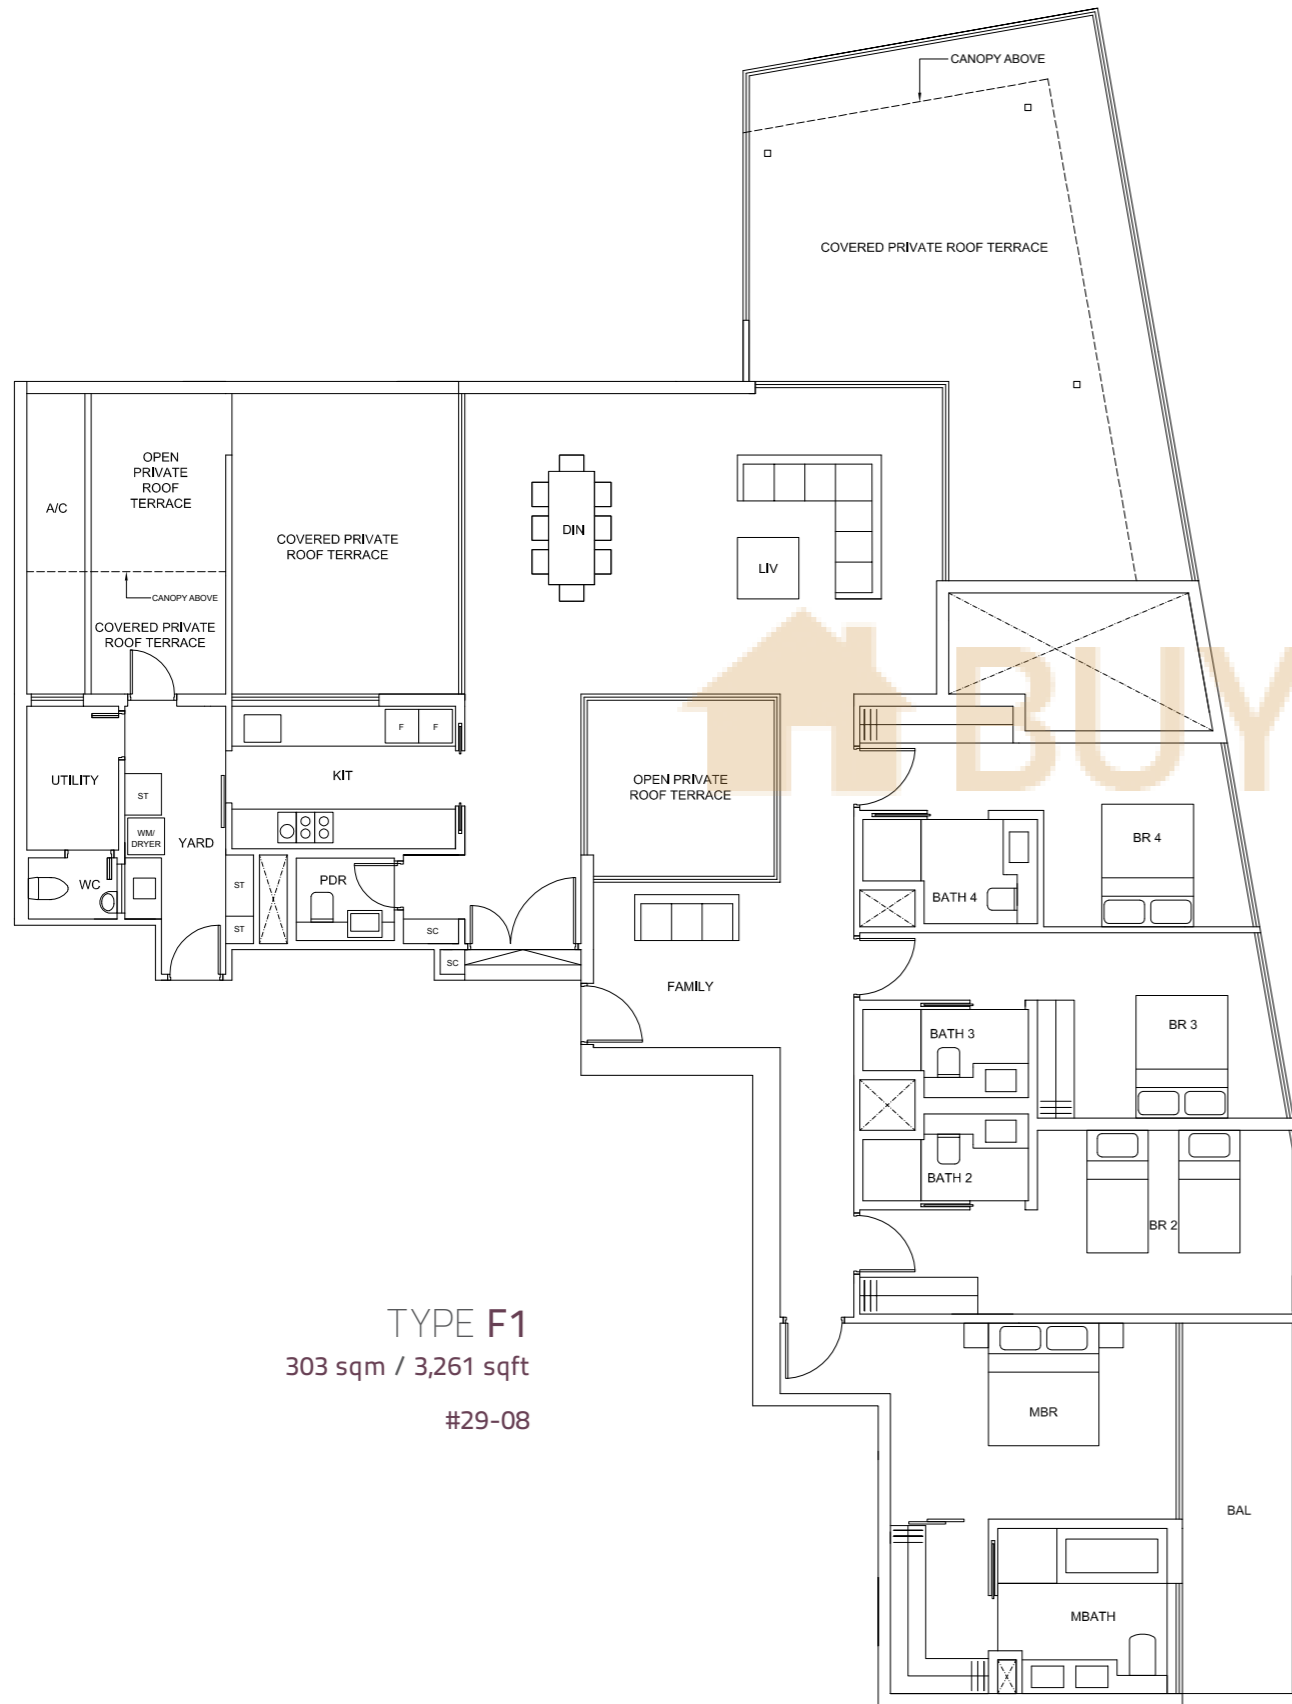 CANOPY ABOVE
COVERED PRIVATE ROOF TERRACE
OPEN
PRIVATE
ROOF
TERRACE
A/C
COVERED PRIVATE
ROOF TERRACE
DIN
LIV
CANOPY ABOVE
COVERED PRIVATE
ROOF TERRACE
BUY
F F
KIT
UTILITY
ST
OPEN PRIVATE
ROOF TERRACE
WM/
DRYER
YARD
BR 4
WC
ST
PDR
BATH 4
ST
SC
SC
FAMILY
BR 3
BATH 3
BATH 2
BR 2
TYPE F1
303 sqm / 3,261 sqft
#29-08
MBR
BAL
MBATH